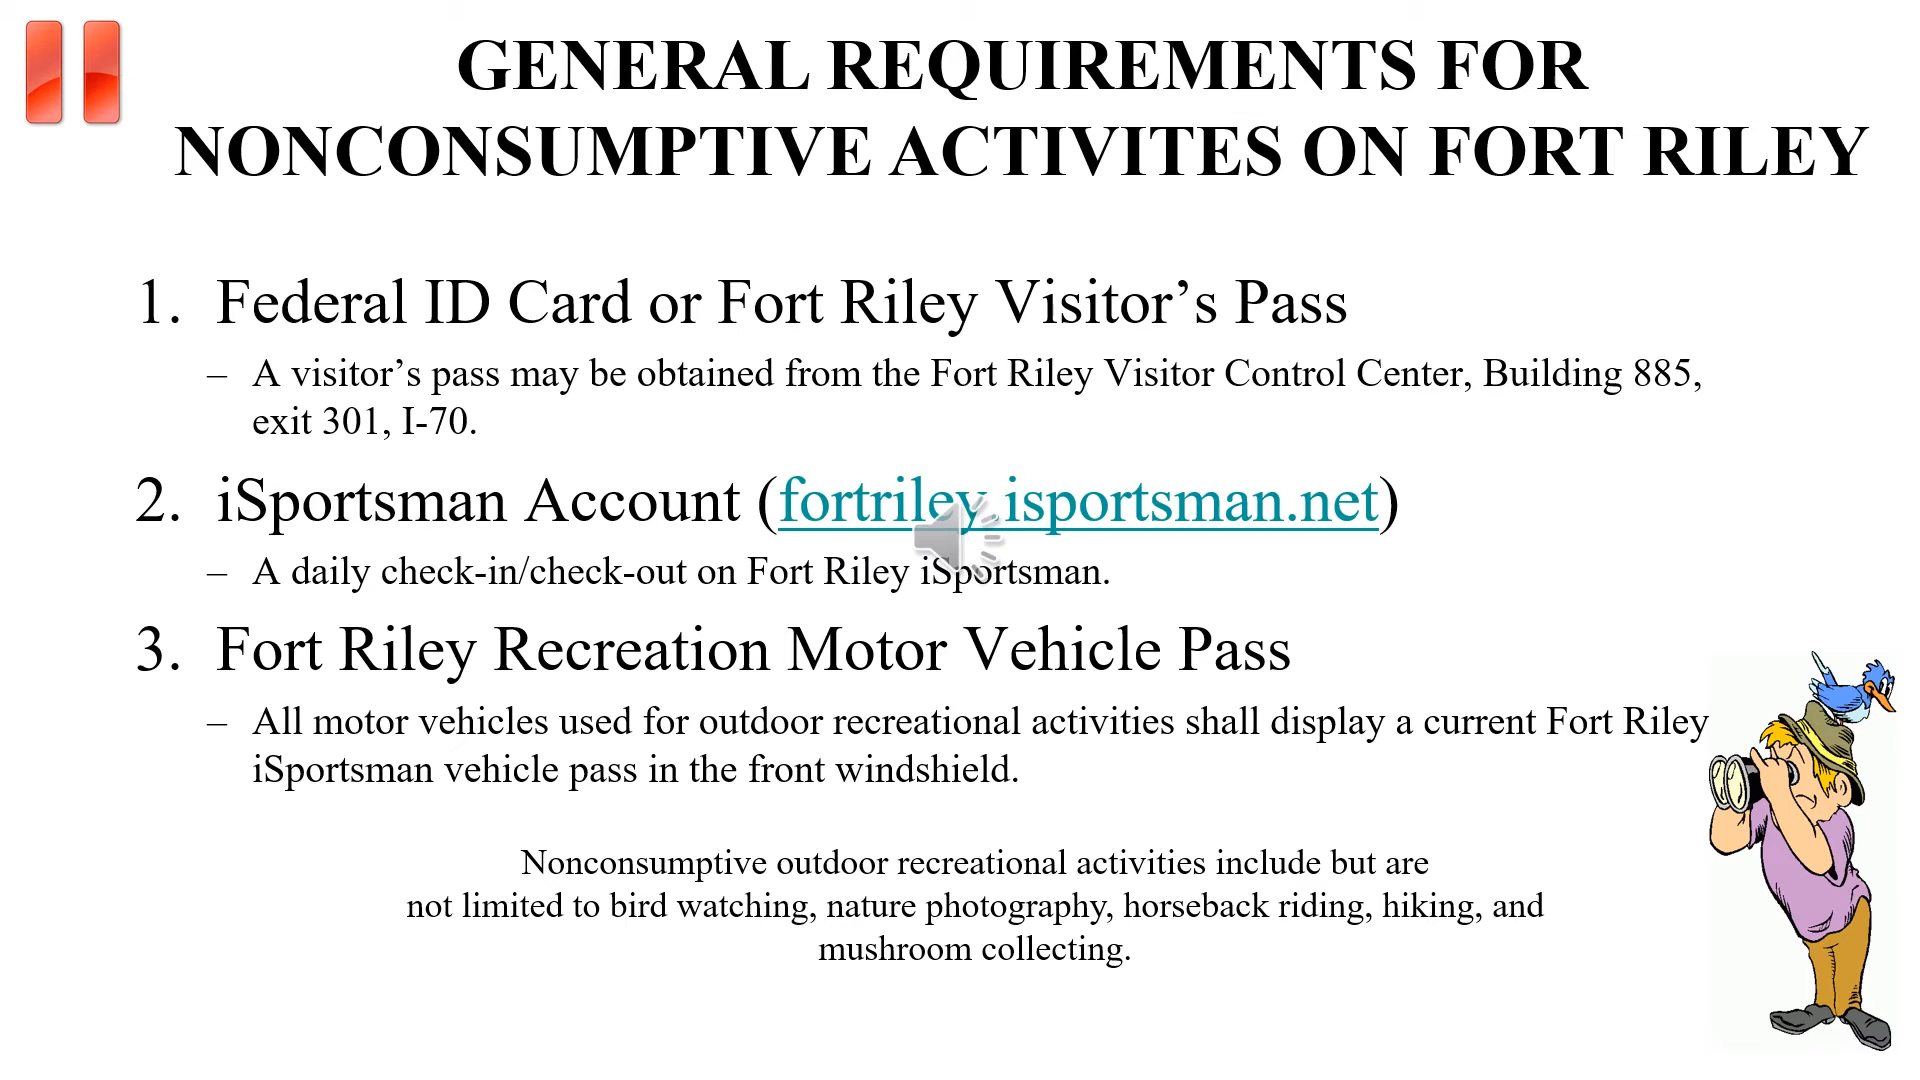 GENERAL REQUIREMENTS FOR
NONCONSUMPTIVE ACTIVITES ON FORT RILEY
1. Federal ID Card or Fort Riley Visitor’s Pass
– A visitor’s pass may be obtained from the Fort Riley Visitor Control Center, Building 885,
exit 301, I-70.
2. iSportsman Account (fortriley.isportsman.net)
– A daily check-in/check-out on Fort Riley iSportsman.
3. Fort Riley Recreation Motor Vehicle Pass
– All motor vehicles used for outdoor recreational activities shall display a current Fort Riley
iSportsman vehicle pass in the front windshield.
Nonconsumptive outdoor recreational activities include but are
not limited to bird watching, nature photography, horseback riding, hiking, and
mushroom collecting.